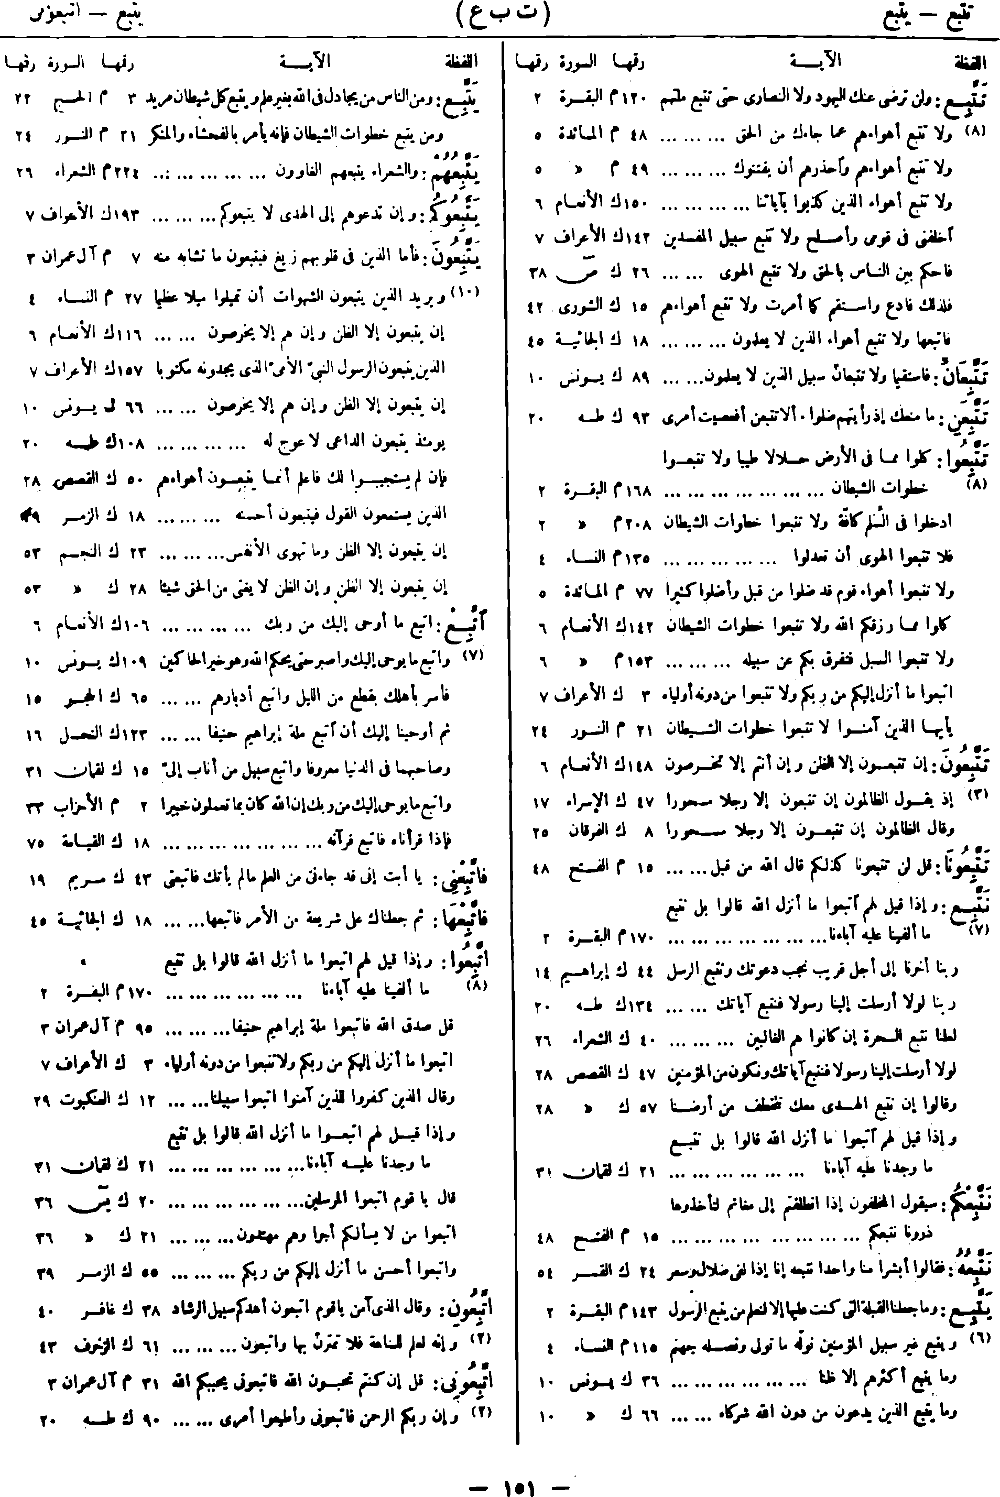 تتبع — يتبع
(ت ب ع)
يتبع — اتبعون
اللفظة الآيــة رقمها السورة رقمها
تَتَّبِعَ : ولن ترضى عنك اليهود ولا النصارى حتى تتبع ملتهم ١٢٠ م البقرة ٢
(٨) ولا تتبع أهواءهم عما جاءك من الحق ... ... ٤٨ م المائدة ٥
ولا تتبع أهواءهم وأحذرهم أن يفتنوك ... ... ٤٩ م « ٥
ولا تتبع أهواء الذين كذبوا بآياتنا ... ... ... ١٥٠ ك الأنعام ٦
أخلفنى فى قومى وأصلح ولا تتبع سبيل المفسدين ١٤٢ ك الأعراف ٧
فاحكم بين الناس بالحق ولا تتبع الهوى ... ... ٢٦ ك صٓ ٣٨
فلذلك فادع واستقم كما أمرت ولا تتبع أهواءهم ١٥ ك الشورى ٤٢
فاتبعها ولا تتبع أهواء الذين لا يعلمون ... ... ١٨ ك الجاثية ٤٥
تَتَّبِعَانِّ : فاستقيما ولا تتبعان سبيل الذين لا يعلمون ... ... ٨٩ ك يونس ١٠
تَتَّبِعَنِ : ما منعك إذ رأيتهم ضلوا . ألا تتبعن أفعصيت أمرى ٩٣ ك طه ٢٠
تَتَّبِعُوا : كلوا مما فى الأرض حلالا طيبا ولا تتبعوا
(٨) خطوات الشيطان ... ... ... ... ... ١٦٨ م البقرة ٢
ادخلوا فى السلم كافة ولا تتبعوا خطوات الشيطان ٢٠٨ م « ٢
فلا تتبعوا الهوى أن تعدلوا ... ... ... ... ١٣٥ م النساء ٤
ولا تتبعوا أهواء قوم قد ضلوا من قبل وأضلوا كثيرا ٧٧ م المائدة ٥
كلوا مما رزقكم الله ولا تتبعوا خطوات الشيطان ١٤٢ ك الأنعام ٦
ولا تتبعوا السبل فتفرق بكم عن سبيله ... ... ١٥٣ م « ٦
اتبعوا ما أنزل إليكم من ربكم ولا تتبعوا من دونه أولياء ٣ ك الأعراف ٧
يأيها الذين آمنوا لا تتبعوا خطوات الشيطان ٢١ م النور ٢٤
تَتَّبِعُونَ : إن تتبعون إلا الظن وإن أنتم إلا تخرصون ١٤٨ ك الأنعام ٦
(٣) إذ يقول الظالمون إن تتبعون إلا رجلا مسحورا ٤٧ ك الإسراء ١٧
وقال الظالمون إن تتبعون إلا رجلا مسحورا ٨ ك الفرقان ٢٥
تَتَّبِعُونَا : قل لن تتبعونا كذلكم قال الله من قبل ... ... ١٥ م الفتح ٤٨
نَتَّبِع : وإذا قيل لهم أتبعوا ما أنزل الله قالوا بل نتبع
(٧) ما ألفينا عليه آباءنا ... ... ... ... ... ١٧٠ م البقرة ٢
ربنا أخرنا إلى أجل قريب نجب دعوتك ونتبع الرسل ٤٤ ك إبراهيم ١٤
ربنا لولا أرسلت إلينا رسولا فنتبع آياتك ... ... ١٣٤ ك طه ٢٠
لعلنا نتبع السحرة إن كانوا هم الغالبين ... ... ٤٠ ك الشعراء ٢٦
لولا أرسلت إلينا رسولا فنتبع آياتك ونكون من المؤمنين ٤٧ ك القصص ٢٨
وقالوا إن نتبع الهدى معك نتخطف من أرضنا ٥٧ ك « ٢٨
وإذا قيل لهم أتبعوا ما أنزل الله قالوا بل نتبع
ما وجدنا عليه آباءنا ... ... ... ... ... ٢١ ك لقمان ٣١
نَتَّبِعْكُمْ : سيقول المخلفون إذا انطلقتم إلى مغانم لتأخذوها
ذرونا نتبعكم ... ... ... ... ... ... ١٥ م الفتح ٤٨
نَتَّبِعُهُ : فقالوا أبشرا منا واحدا نتبعه إنا إذا لفى ضلال وسعر ٢٤ ك القمر ٥٤
يَتَّبِع : وما جعلنا القبلة التى كنت عليها إلا لنعلم من يتبع الرسول ١٤٣ م البقرة ٢
(٦) ويتبع غير سبيل المؤمنين نوله ما تولى ونصله جهنم ١١٥ م النساء ٤
وما يتبع أكثرهم إلا ظنا ... ... ... ... ٣٦ ك يونس ١٠
وما يتبع الذين يدعون من دون الله شركاء ... ... ٦٦ ك « ١٠
اللفظة الآيــة رقمها السورة رقمها
يَتَّبِع : ومن الناس من يجادل فى الله بغير علم ويتبع كل شيطان مريد ٣ م الحج ٢٢
ومن يتبع خطوات الشيطان فإنه يأمر بالفحشاء والمنكر ٢١ م النور ٢٤
يَتَّبِعُهُمُ : والشعراء يتبعهم الغاوون ... ... ... ... ٢٢٤ م الشعراء ٢٦
يَتَّبِعُوكُمْ : وإن تدعوهم إلى الهدى لا يتبعوكم ... ... ١٩٣ ك الأعراف ٧
يَتَّبِعُونَ : فأما الذين فى قلوبهم زيغ فيتبعون ما تشابه منه ٧ م آل عمران ٣
(١٠) ويريد الذين يتبعون الشهوات أن تميلوا ميلا عظيما ٢٧ م النساء ٤
إن يتبعون إلا الظن وإن هم إلا يخرصون ... ... ١١٦ ك الأنعام ٦
الذين يتبعون الرسول النبى الأمى الذى يجدونه مكتوبا ١٥٧ ك الأعراف ٧
إن يتبعون إلا الظن وإن هم إلا يخرصون ... ... ٦٦ ك يونس ١٠
يومئذ يتبعون الداعى لا عوج له ... ... ... ١٠٨ ك طه ٢٠
فإن لم يستجيبوا لك فاعلم أنما يتبعون أهواءهم ٥٠ ك القصص ٢٨
الذين يستمعون القول فيتبعون أحسنه ... ... ١٨ ك الزمر
إن يتبعون إلا الظن وما تهوى الأنفس ... ... ٢٣ ك النجم ٥٣
إن يتبعون إلا الظن وإن الظن لا يغنى من الحق شيئا ٢٨ ك « ٥٣
أَتَّبِعْ : اتبع ما أوحى إليك من ربك ... ... ... ١٠٦ ك الأنعام ٦
(٧) واتبع ما يوحى إليك واصبر حتى يحكم الله وهو خير الحاكمين ١٠٩ ك يونس ١٠
فأسر بأهلك بقطع من الليل واتبع أدبارهم ... ... ٦٥ ك الحجر ١٥
ثم أوحينا إليك أن أتبع ملة إبراهيم حنيفا ... ... ١٢٣ ك النحل ١٦
وصاحبهما فى الدنيا معروفا واتبع سبيل من أناب إلىّ ١٥ ك لقمان ٣١
واتبع ما يوحى إليك من ربك إن الله كان بما تعملون خبيرا ٢ م الأحزاب ٣٣
فإذا قرأناه فاتبع قرآنه ... ... ... ... ... ١٨ ك القيامة ٧٥
فَاتَّبِعْنِى : يا أبت إنى قد جاءنى من العلم مالم يأتك فاتبعنى ٤٣ ك مريم ١٩
فَاتَّبِعْهَا : ثم جعلناك على شريعة من الأمر فاتبعها ... ... ١٨ ك الجاثية ٤٥
اتَّبِعُوا : وإذا قيل لهم اتبعوا ما أنزل الله قالوا بل نتبع
(٨) ما ألفينا عليه آباءنا ... ... ... ... ... ١٧٠ م البقرة ٢
قل صدق الله فاتبعوا ملة إبراهيم حنيفا ... ... ٩٥ م آل عمران ٣
اتبعوا ما أنزل إليكم من ربكم ولا تتبعوا من دونه أولياء ٣ ك الأعراف ٧
وقال الذين كفروا للذين آمنوا اتبعوا سبيلنا ... ... ١٢ ك العنكبوت ٢٩
وإذا قيل لهم اتبعوا ما أنزل الله قالوا بل نتبع
ما وجدنا عليه آباءنا ... ... ... ... ... ٢١ ك لقمان ٣١
قال يا قوم اتبعوا المرسلين ... ... ... ... ٢٠ ك يسٓ ٣٦
اتبعوا من لا يسألكم أجرا وهم مهتدون ... ... ٢١ ك « ٣٦
واتبعوا أحسن ما أنزل إليكم من ربكم ... ... ٥٥ ك الزمر ٣٩
اتَّبِعُونِ : وقال الذى آمن ياقوم اتبعون أهدكم سبيل الرشاد ٣٨ ك غافر ٤٠
(٢) وإنه لعلم للساعة فلا تمترن بها واتبعون ... ... ٦١ ك الزخرف ٤٣
اتَّبِعُونِى : قل إن كنتم تحبون الله فاتبعونى يحببكم الله ٣١ م آل عمران ٣
(٢) وإن ربكم الرحمن فاتبعونى وأطيعوا أمرى ... ... ٩٠ ك طه ٢٠
— ١٥١ —